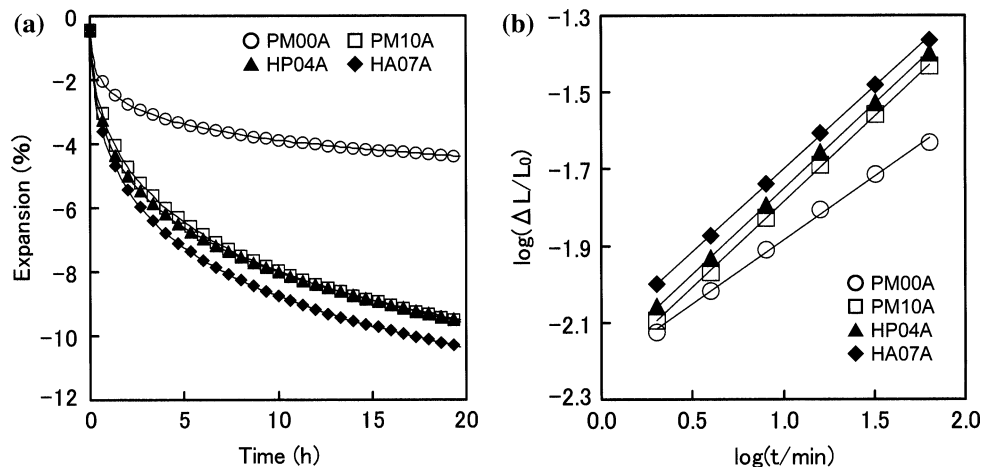 (a)
Expansion (%)
0
−2
−4
−6
−8
−10
−12
PM00A PM10A
HP04A HA07A
0 5 10 15 20
Time (h)
(b)
log(ΔL/L0)
−1.3
−1.5
−1.7
−1.9
−2.1
−2.3
PM00A
PM10A
HP04A
HA07A
0.0 0.5 1.0 1.5 2.0
log(t/min)